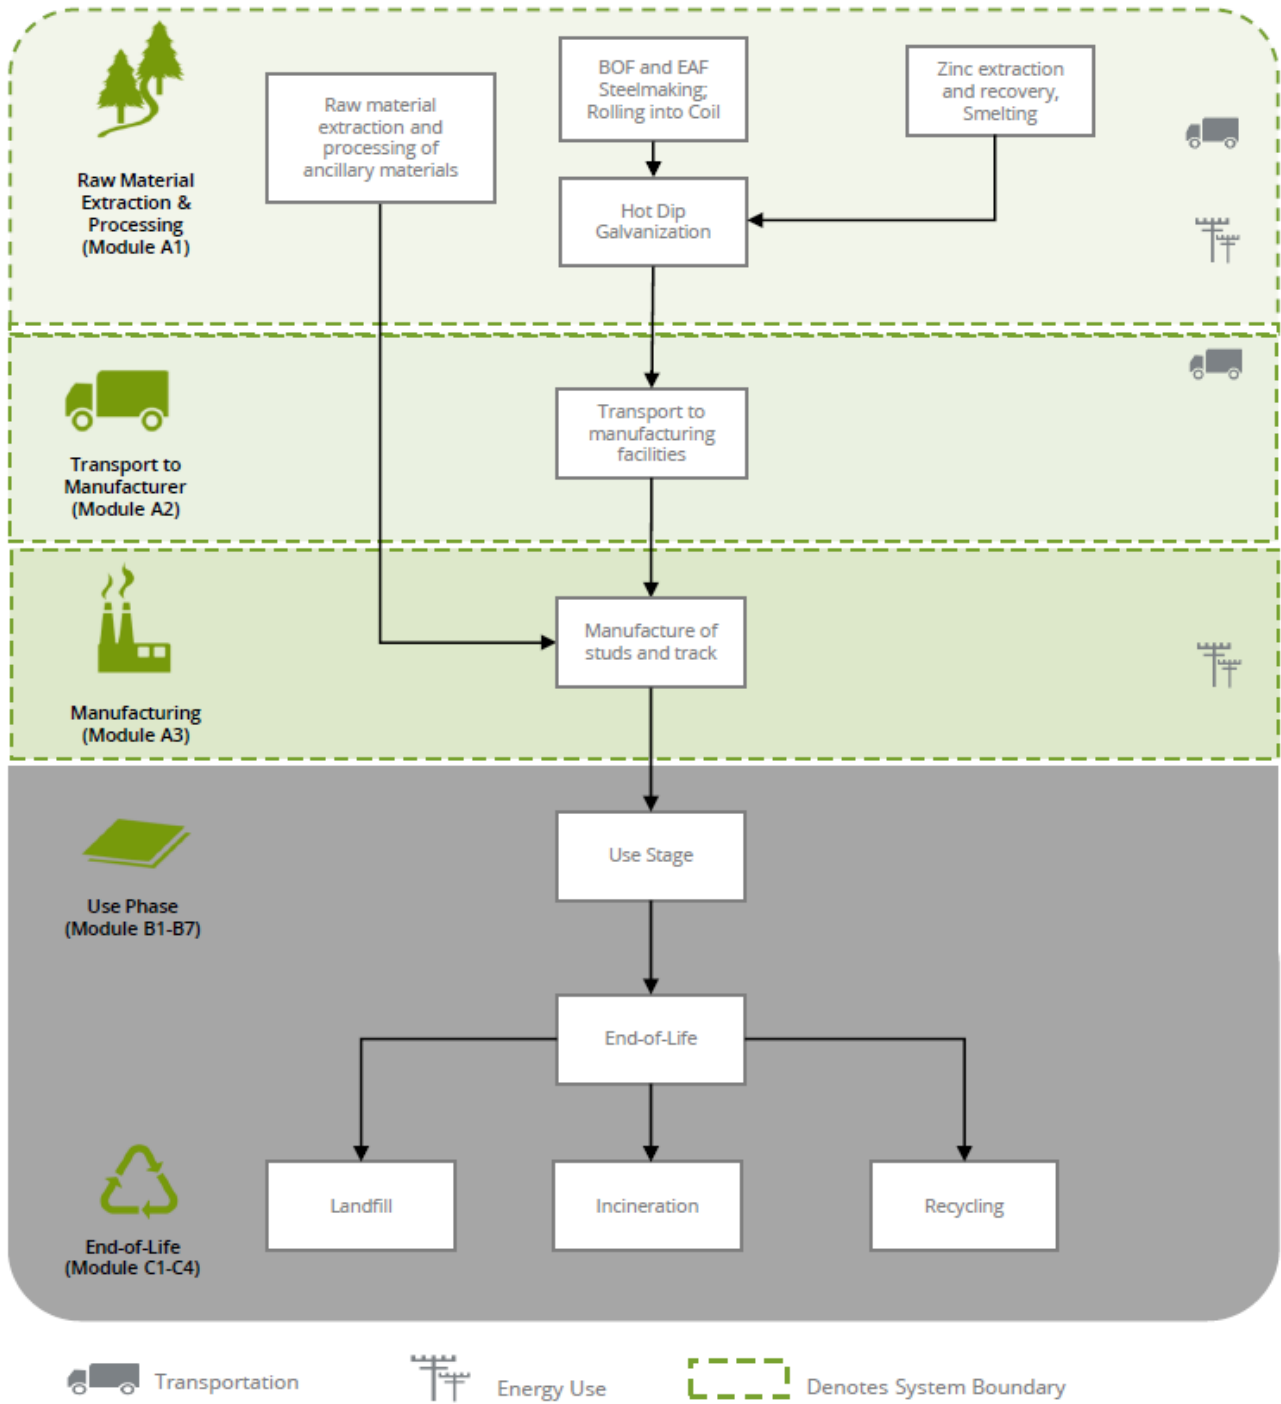 Raw Material
Extraction &
Processing
(Module A1)
Raw material
extraction and
processing of
ancillary materials
BOF and EAF
Steelmaking;
Rolling into Coil
Zinc extraction
and recovery,
Smelting
Hot Dip
Galvanization
Transport to
Manufacturer
(Module A2)
Transport to
manufacturing
facilities
Manufacturing
(Module A3)
Manufacture of
studs and track
Use Phase
(Module B1-B7)
Use Stage
End-of-Life
End-of-Life
(Module C1-C4)
Landfill
Incineration
Recycling
Transportation
Energy Use
Denotes System Boundary